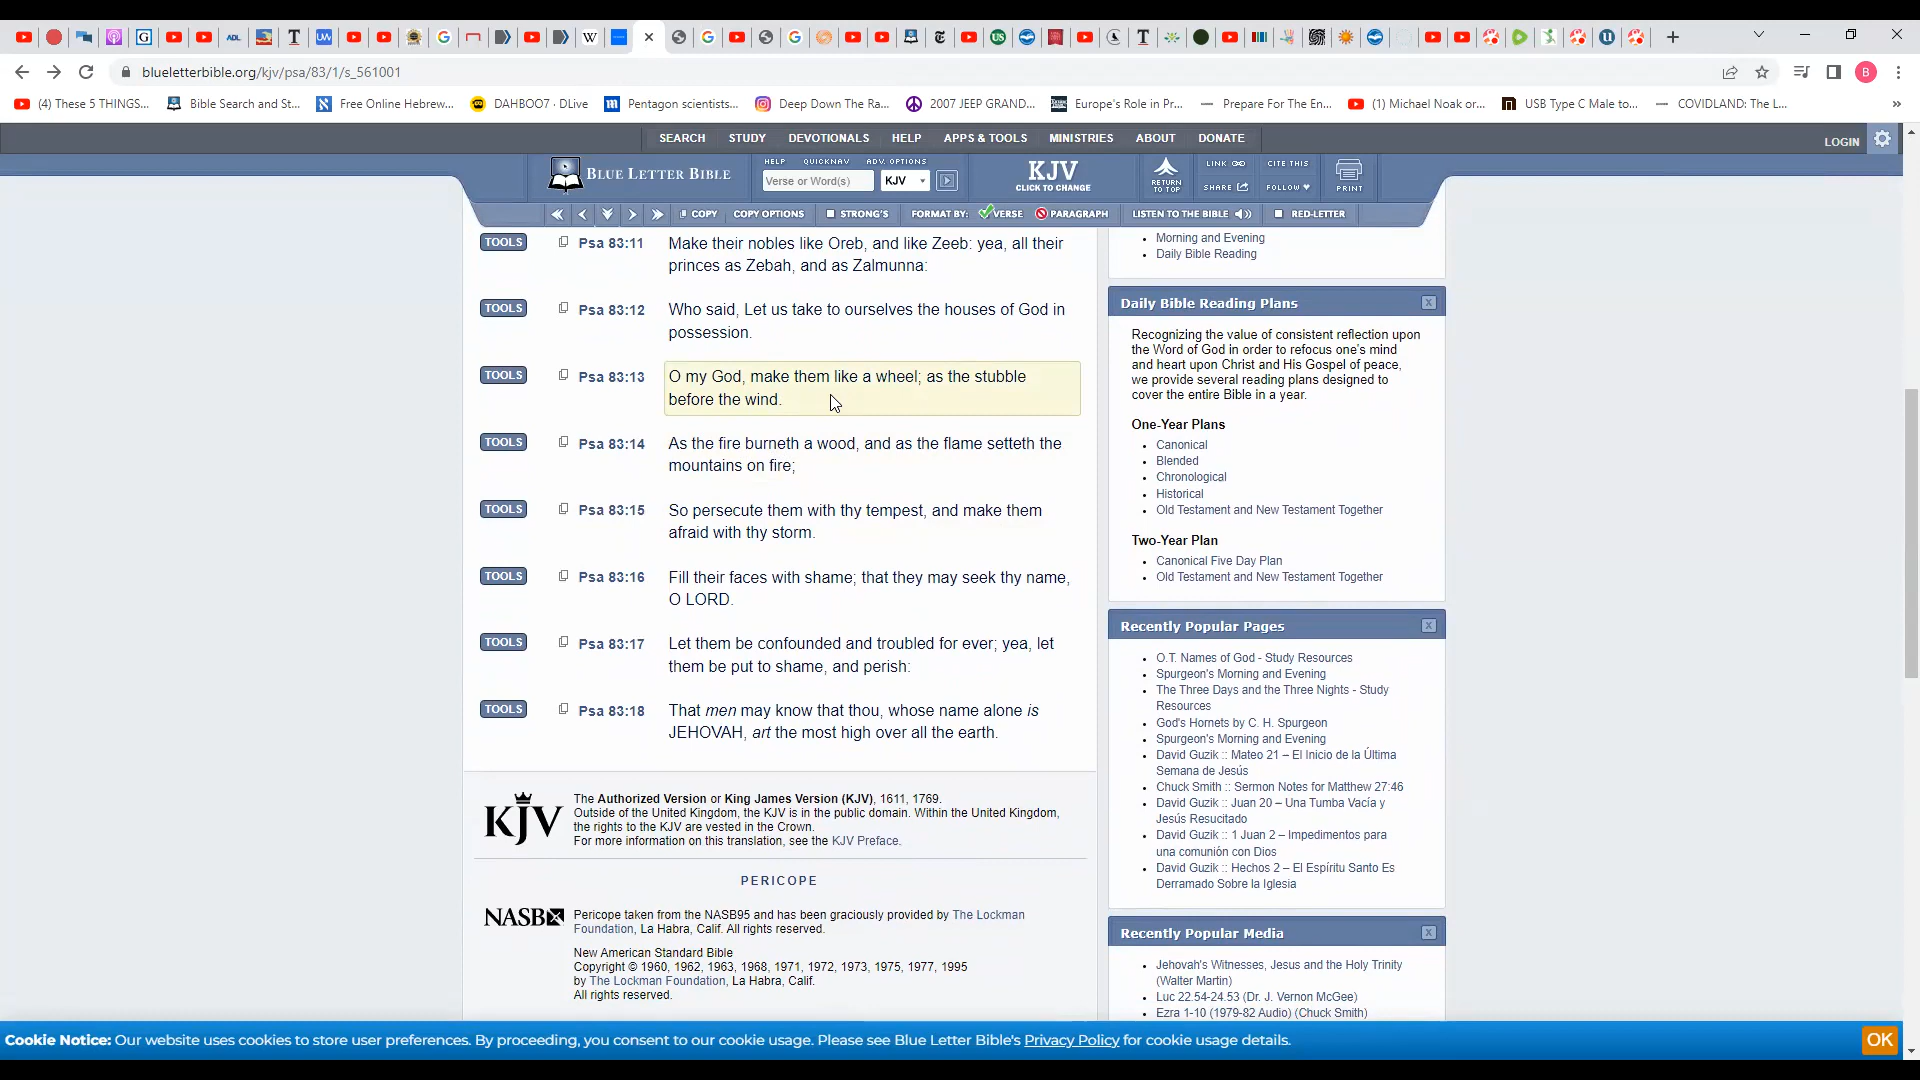 blueletterbible.org/kjv/psa/83/1/s_561001
B
(4) These 5 THINGS...
Bible Search and St...
Free Online Hebrew...
DAHBOO7 · DLive
Pentagon scientists...
Deep Down The Ra...
2007 JEEP GRAND...
Europe's Role in Pr...
Prepare For The En...
(1) Michael Noak or...
USB Type C Male to...
COVIDLAND: The L...
»
SEARCH STUDY DEVOTIONALS HELP APPS & TOOLS MINISTRIES ABOUT DONATE
LOGIN
BLUE LETTER BIBLE
HELP QUICKNAV ADV. OPTIONS
Verse or Word(s) KJV
KJV
CLICK TO CHANGE
RETURN
TO TOP
LINK
SHARE
CITE THIS
FOLLOW
PRINT
COPY COPY OPTIONS STRONG'S FORMAT BY: VERSE PARAGRAPH LISTEN TO THE BIBLE RED-LETTER
TOOLS Psa 83:11 Make their nobles like Oreb, and like Zeeb: yea, all their
princes as Zebah, and as Zalmunna:
TOOLS Psa 83:12 Who said, Let us take to ourselves the houses of God in
possession.
TOOLS Psa 83:13 O my God, make them like a wheel; as the stubble
before the wind.
TOOLS Psa 83:14 As the fire burneth a wood, and as the flame setteth the
mountains on fire;
TOOLS Psa 83:15 So persecute them with thy tempest, and make them
afraid with thy storm.
TOOLS Psa 83:16 Fill their faces with shame; that they may seek thy name,
O LORD.
TOOLS Psa 83:17 Let them be confounded and troubled for ever; yea, let
them be put to shame, and perish:
TOOLS Psa 83:18 That men may know that thou, whose name alone is
JEHOVAH, art the most high over all the earth.
KJV
The Authorized Version or King James Version (KJV), 1611, 1769.
Outside of the United Kingdom, the KJV is in the public domain. Within the United Kingdom,
the rights to the KJV are vested in the Crown.
For more information on this translation, see the KJV Preface.
PERICOPE
NASB
Pericope taken from the NASB95 and has been graciously provided by The Lockman
Foundation, La Habra, Calif. All rights reserved.
New American Standard Bible
Copyright © 1960, 1962, 1963, 1968, 1971, 1972, 1973, 1975, 1977, 1995
by The Lockman Foundation, La Habra, Calif.
All rights reserved.
Morning and Evening
Daily Bible Reading
Daily Bible Reading Plans
Recognizing the value of consistent reflection upon
the Word of God in order to refocus one's mind
and heart upon Christ and His Gospel of peace,
we provide several reading plans designed to
cover the entire Bible in a year.
One-Year Plans
Canonical
Blended
Chronological
Historical
Old Testament and New Testament Together
Two-Year Plan
Canonical Five Day Plan
Old Testament and New Testament Together
Recently Popular Pages
O.T. Names of God - Study Resources
Spurgeon's Morning and Evening
The Three Days and the Three Nights - Study
Resources
God's Hornets by C. H. Spurgeon
Spurgeon's Morning and Evening
David Guzik :: Mateo 21 – El Inicio de la Última
Semana de Jesús
Chuck Smith :: Sermon Notes for Matthew 27:46
David Guzik :: Juan 20 – Una Tumba Vacía y
Jesús Resucitado
David Guzik :: 1 Juan 2 – Impedimentos para
una comunión con Dios
David Guzik :: Hechos 2 – El Espíritu Santo Es
Derramado Sobre la Iglesia
Recently Popular Media
Jehovah's Witnesses, Jesus and the Holy Trinity
(Walter Martin)
Luc 22.54-24.53 (Dr. J. Vernon McGee)
Ezra 1-10 (1979-82 Audio) (Chuck Smith)
Cookie Notice: Our website uses cookies to store user preferences. By proceeding, you consent to our cookie usage. Please see Blue Letter Bible's Privacy Policy for cookie usage details.
OK